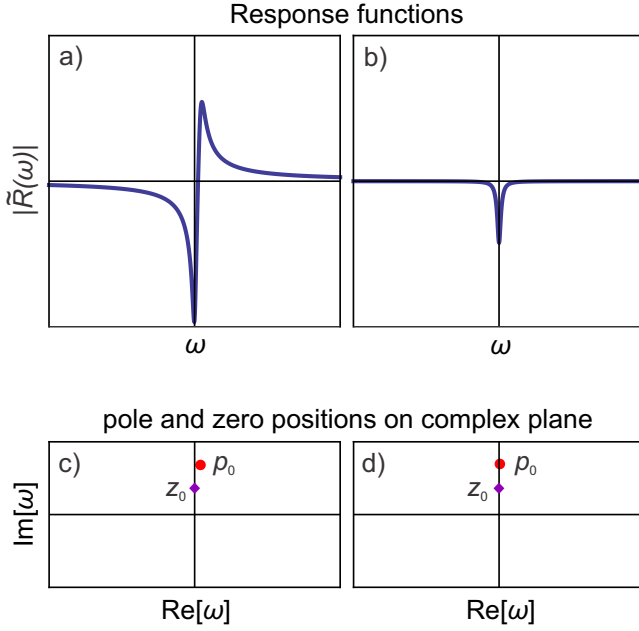 Response functions
a)
b)
|R̃(ω)|
ω
ω
pole and zero positions on complex plane
c)
d)
p₀
p₀
z₀
z₀
Im[ω]
Re[ω]
Re[ω]